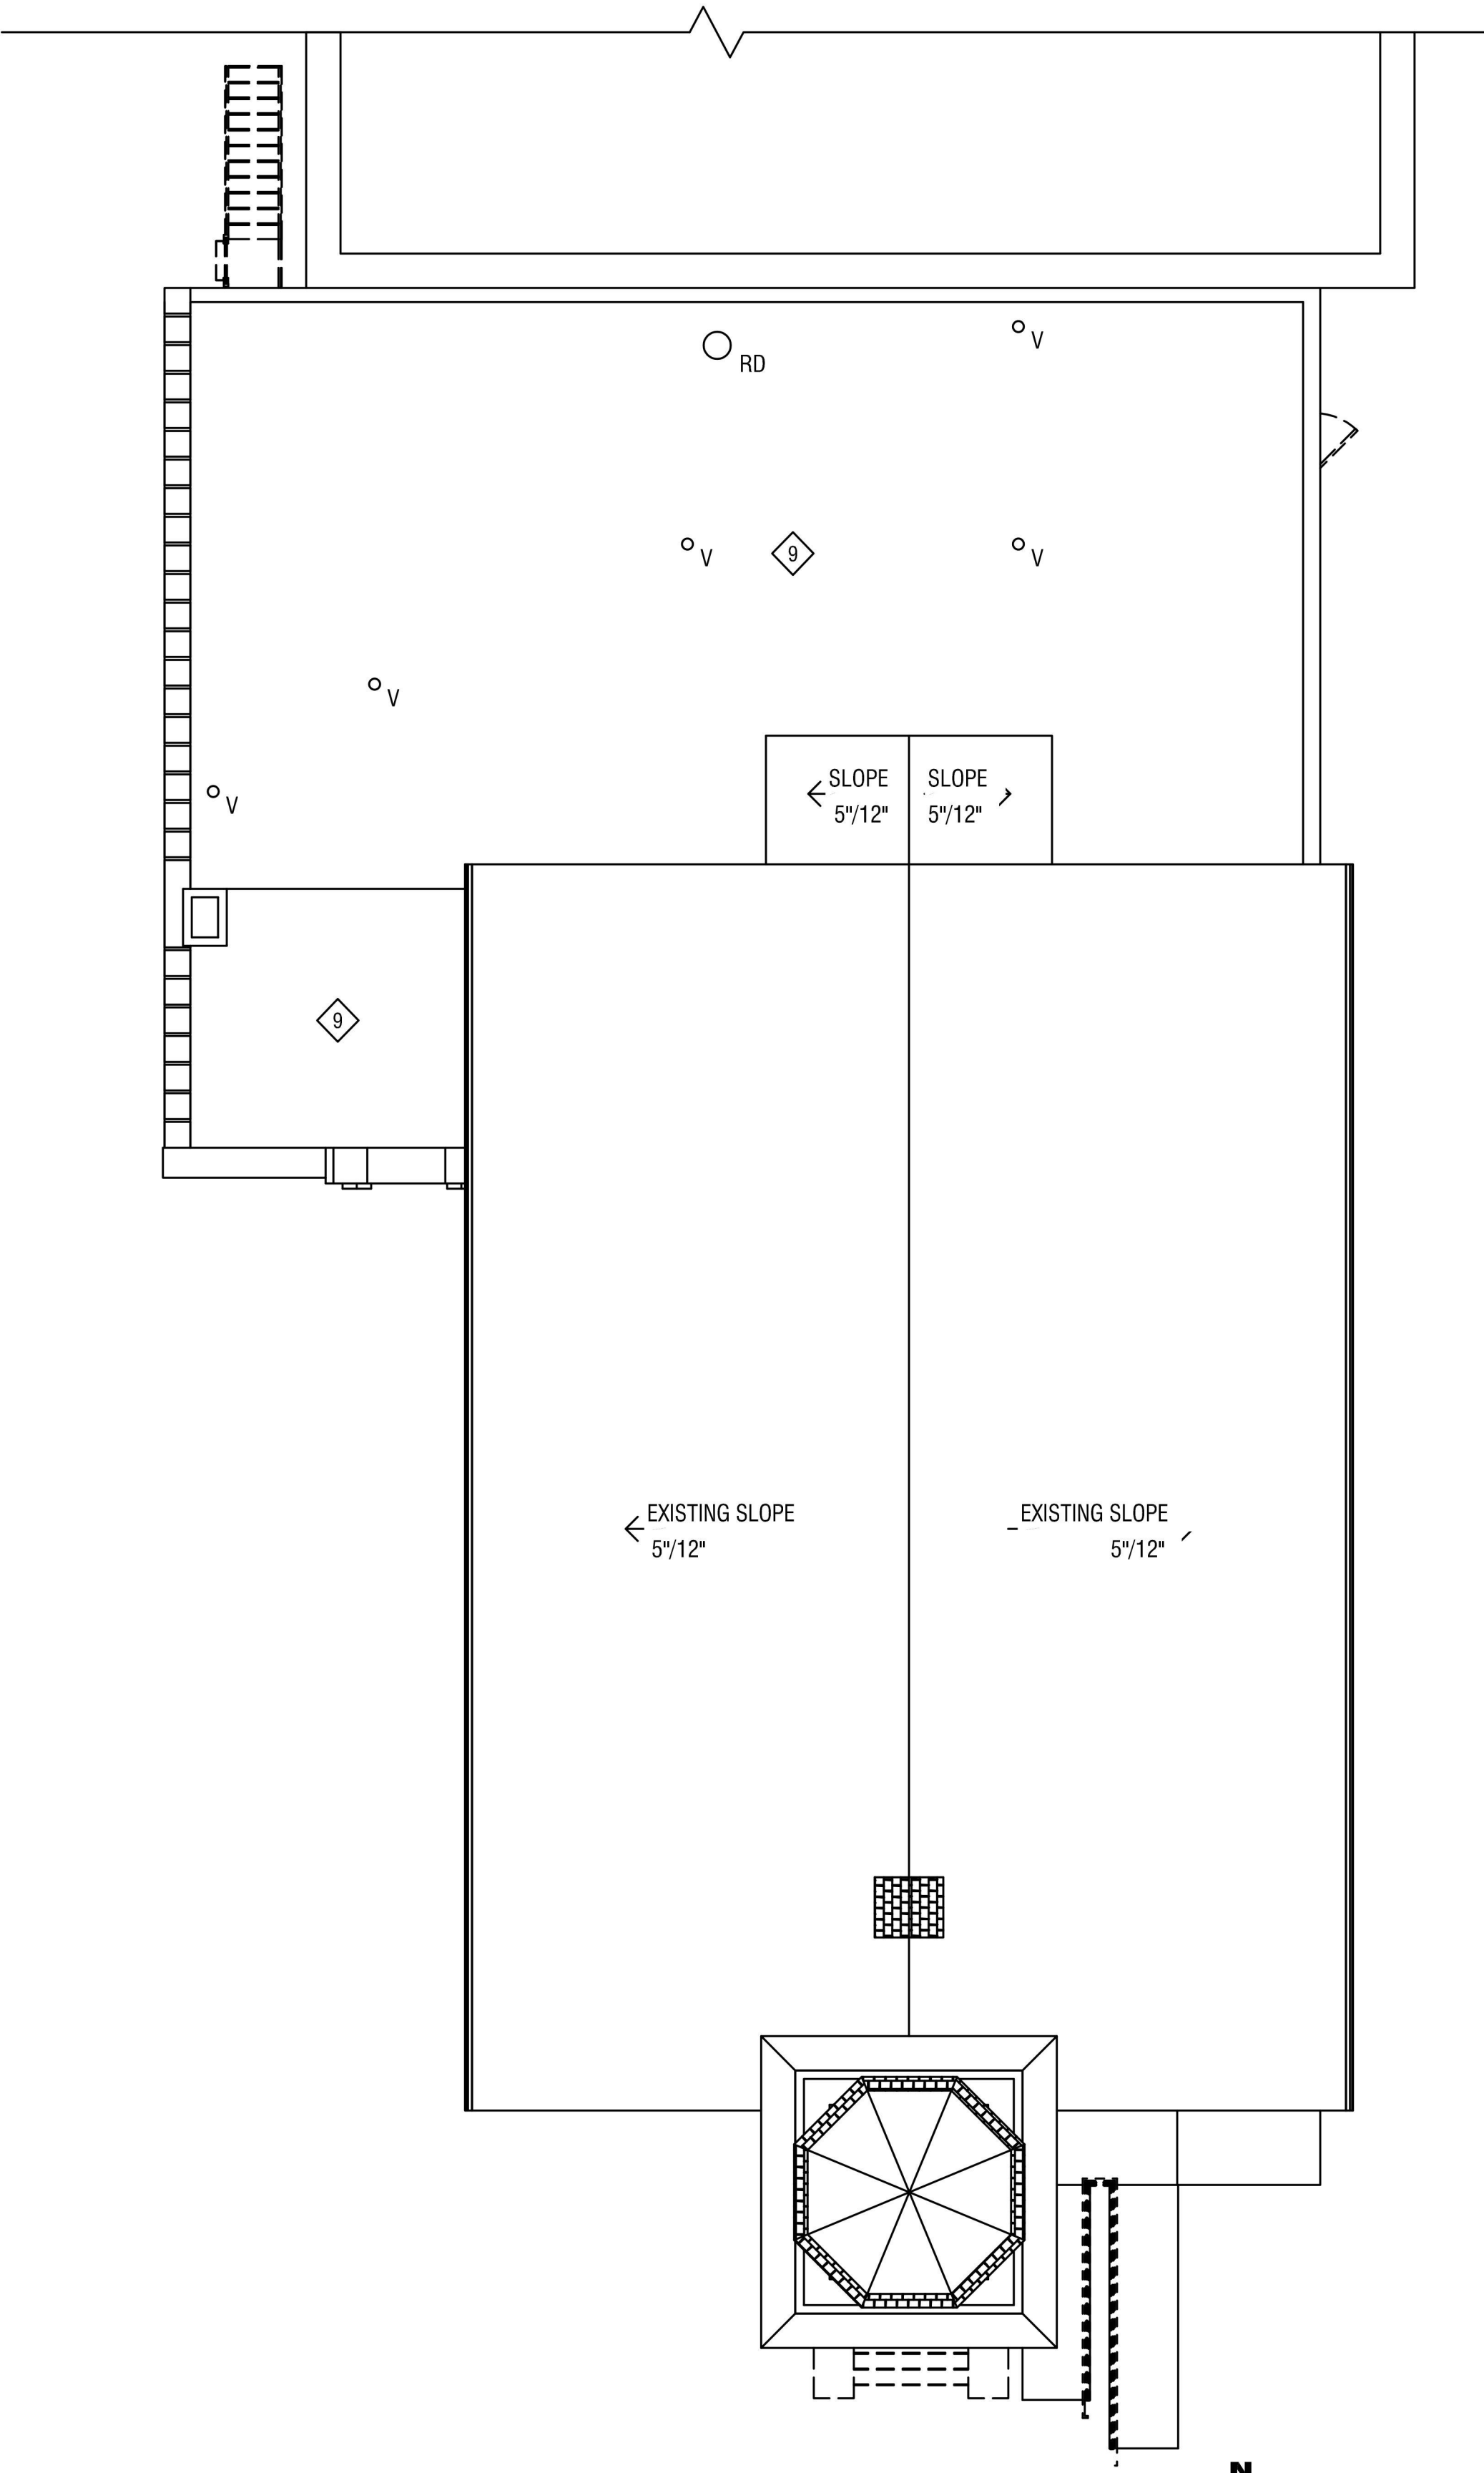 V
RD
V
9
V
V
V
SLOPE
5"/12"
SLOPE
5"/12"
V
9
EXISTING SLOPE
5"/12"
EXISTING SLOPE
5"/12"
N